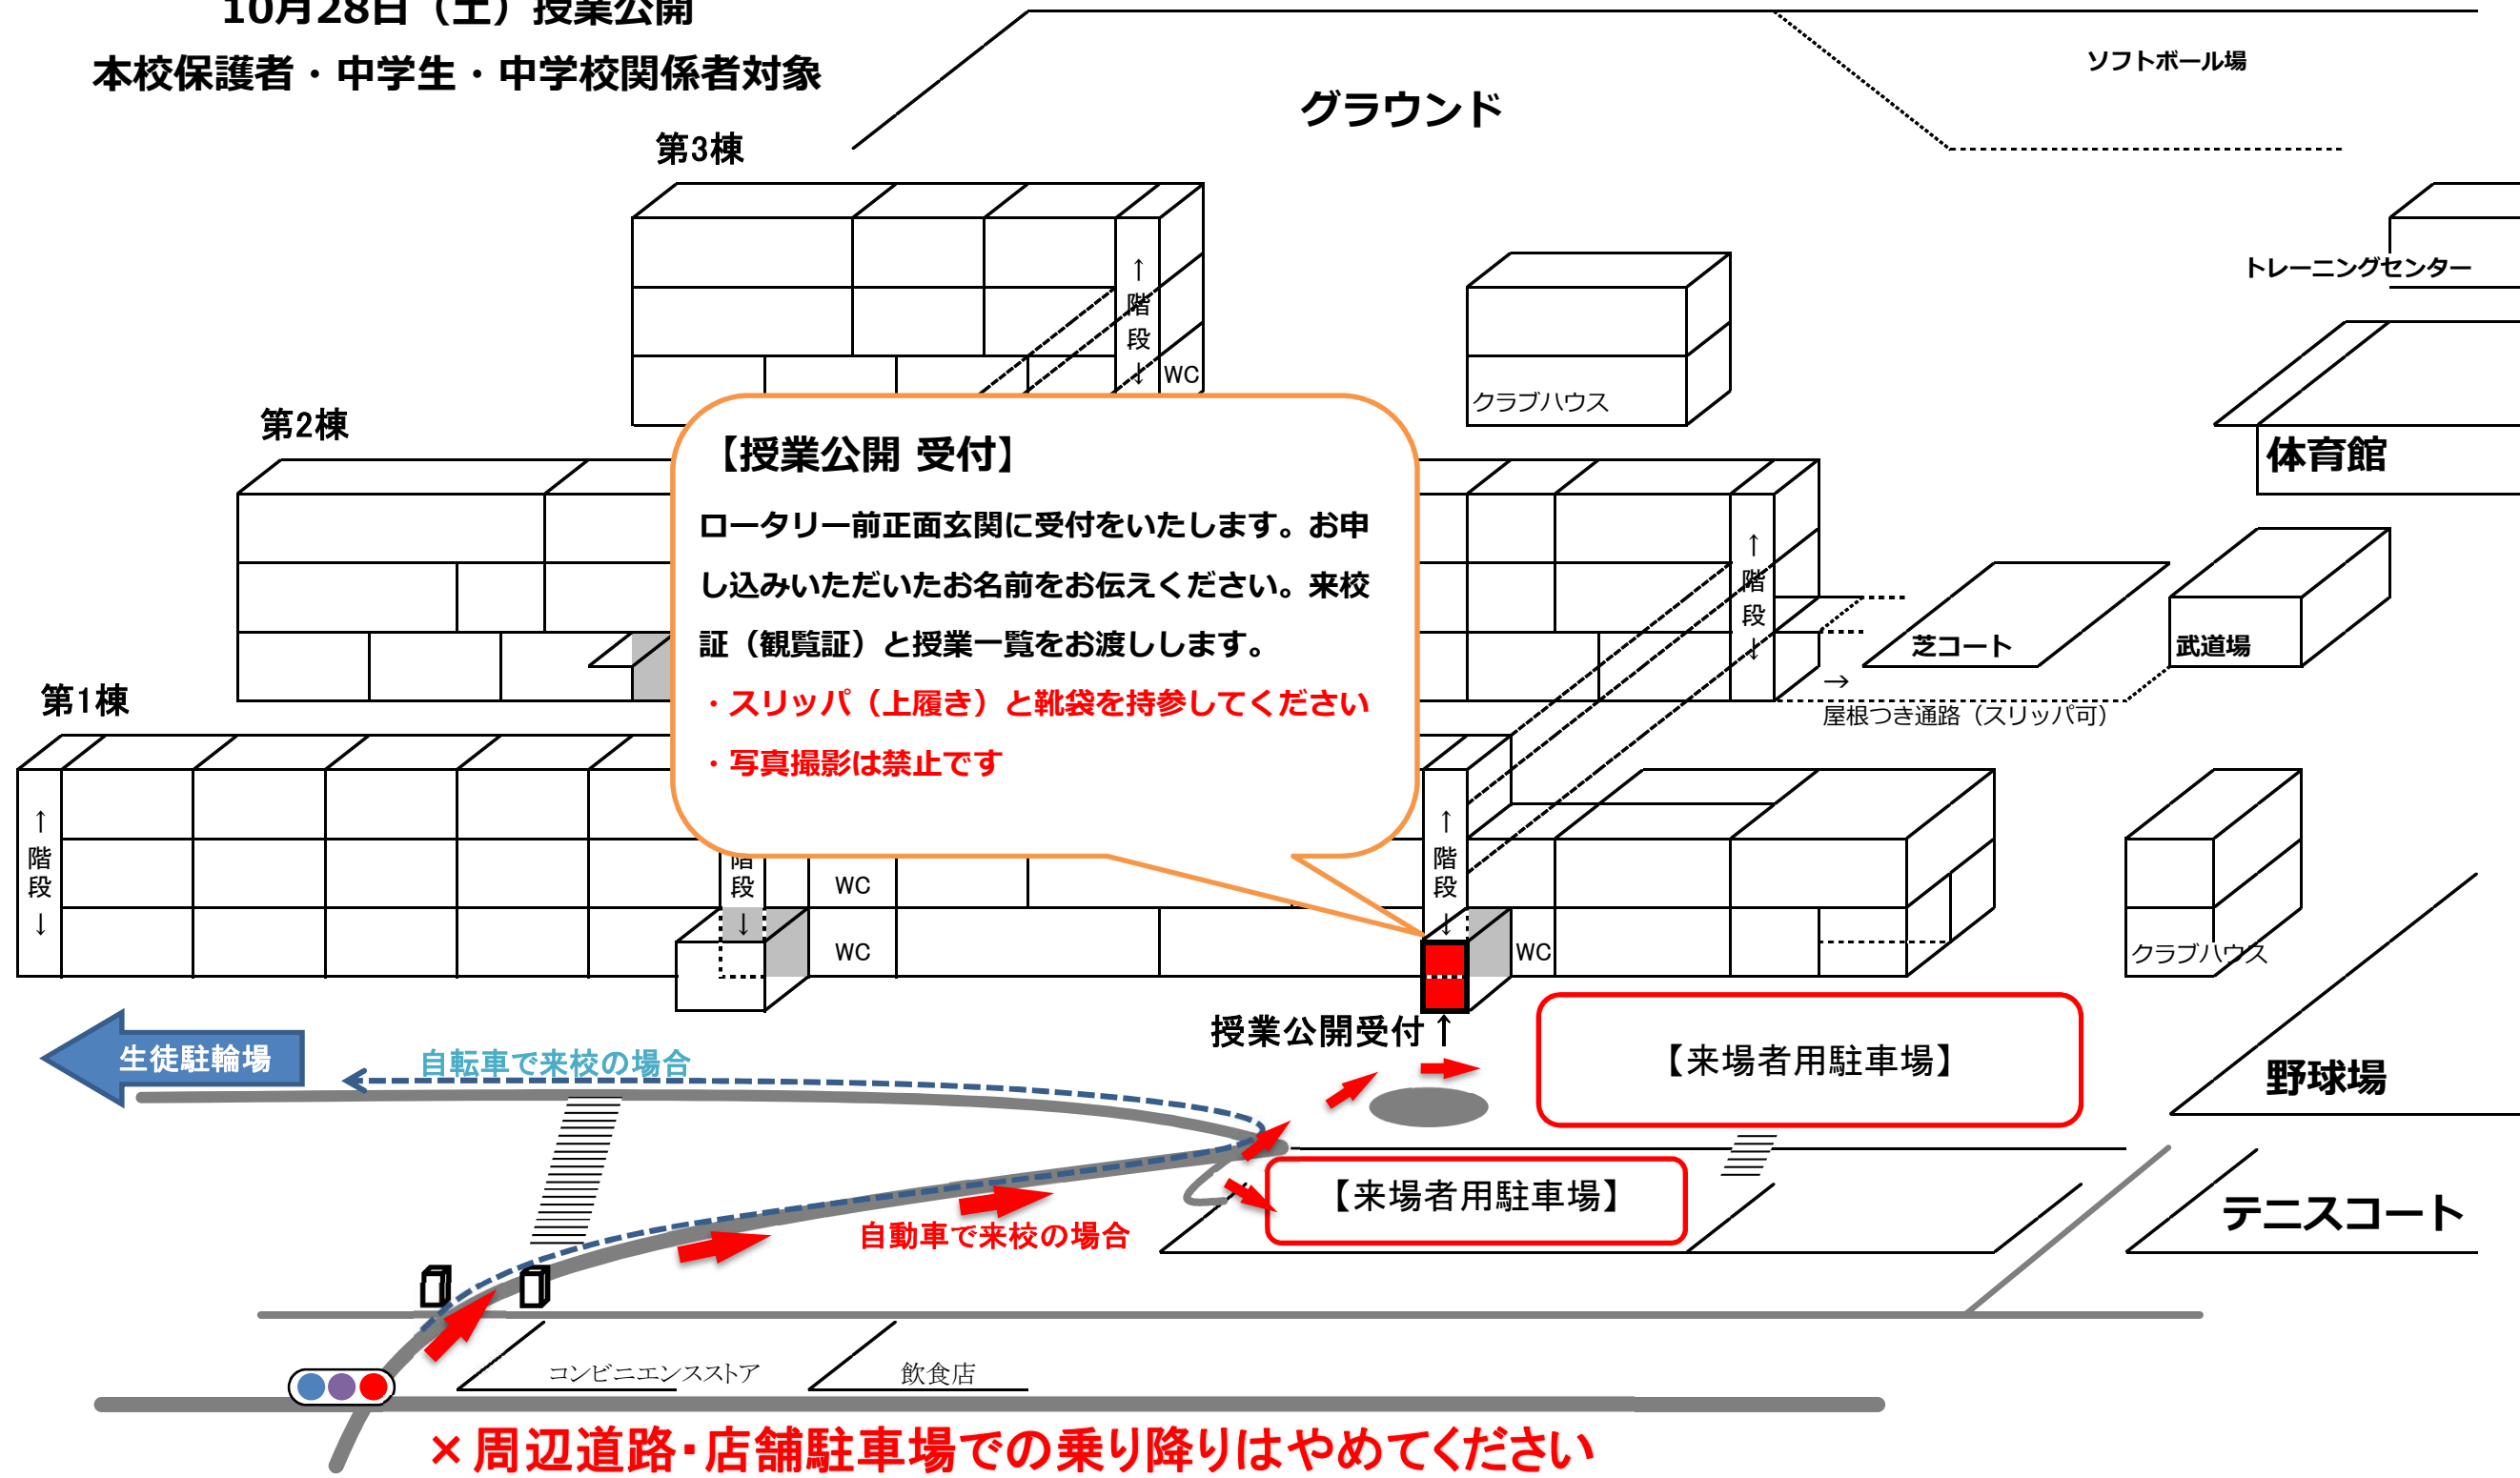 10月28日（土）授業公開
本校保護者・中学生・中学校関係者対象
ソフトボール場
グラウンド
第3棟
トレーニングセンター
↑階段↓
WC
クラブハウス
第2棟
体育館
【授業公開 受付】
ロータリー前正面玄関に受付をいたします。お申
し込みいただいたお名前をお伝えください。来校
証（観覧証）と授業一覧をお渡しします。
・スリッパ（上履き）と靴袋を持参してください
・写真撮影は禁止です
↑階段↓
芝コート
武道場
→
屋根つき通路（スリッパ可）
第1棟
↑階段↓
階段↓
WC
WC
↑階段↓
WC
クラブハウス
授業公開受付↑
【来場者用駐車場】
野球場
生徒駐輪場
自転車で来校の場合
【来場者用駐車場】
テニスコート
自動車で来校の場合
コンビニエンスストア
飲食店
×周辺道路・店舗駐車場での乗り降りはやめてください